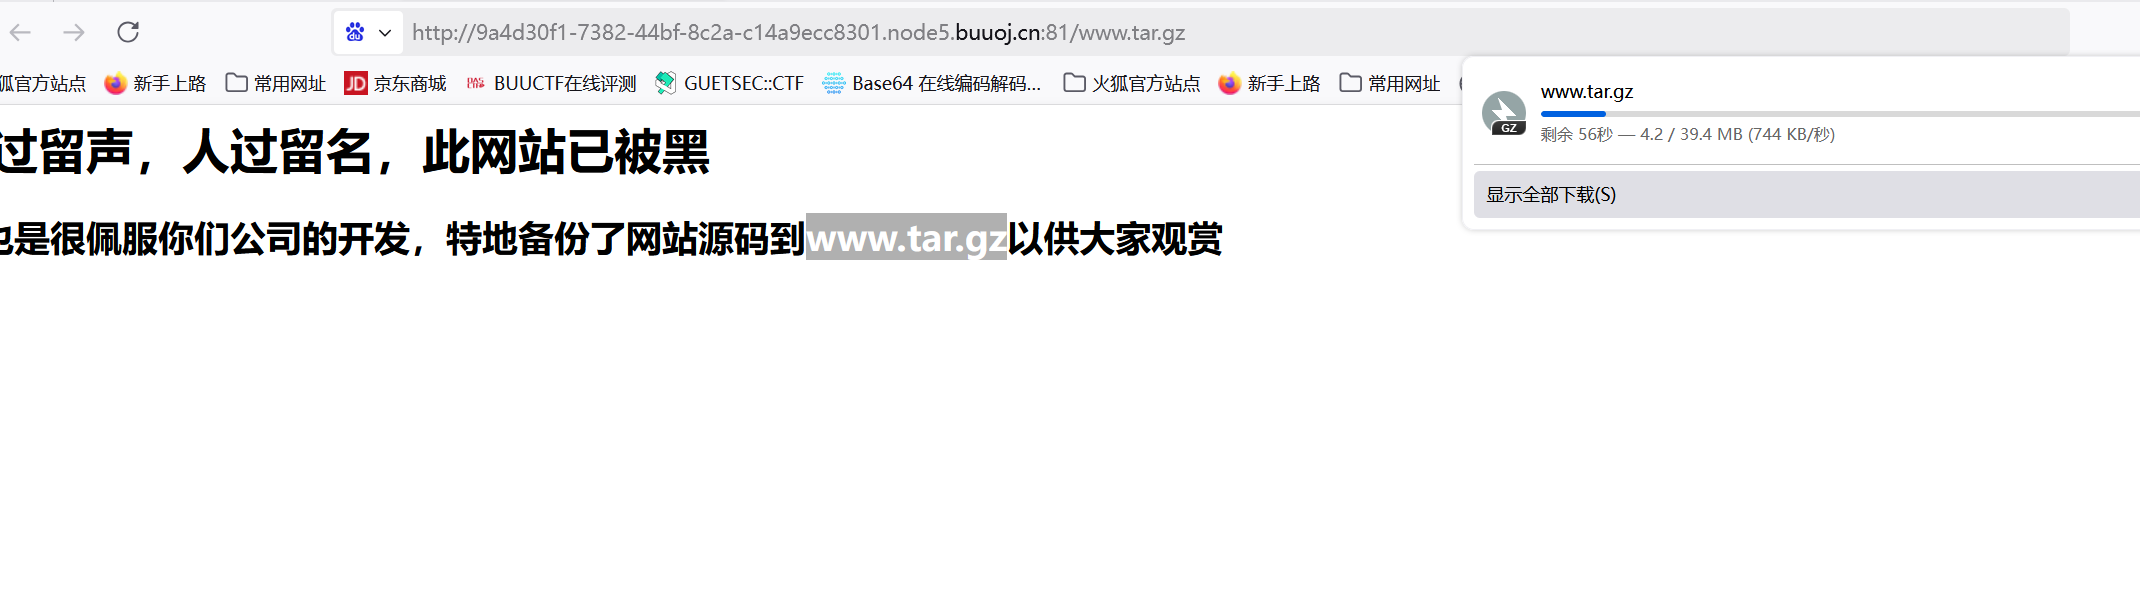 http://9a4d30f1-7382-44bf-8c2a-c14a9ecc8301.node5.buuoj.cn:81/www.tar.gz
狐官方站点 新手上路 常用网址 JD 京东商城 BUUCTF在线评测 GUETSEC::CTF Base64 在线编码解码... 火狐官方站点 新手上路 常用网址
www.tar.gz
GZ
剩余 56秒 — 4.2 / 39.4 MB (744 KB/秒)
显示全部下载(S)
过留声，人过留名，此网站已被黑
也是很佩服你们公司的开发，特地备份了网站源码到www.tar.gz以供大家观赏